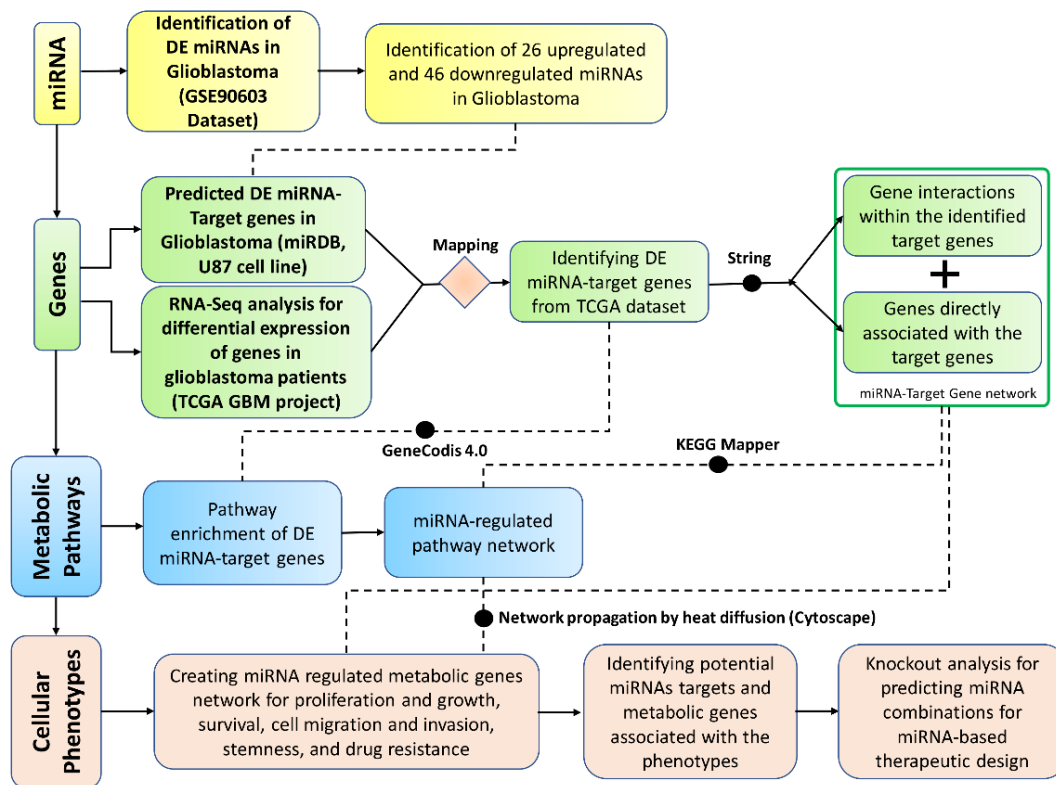 miRNA
Identification of
DE miRNAs in
Glioblastoma
(GSE90603
Dataset)
Identification of 26 upregulated
and 46 downregulated miRNAs
in Glioblastoma
Genes
Predicted DE miRNA-
Target genes in
Glioblastoma (miRDB,
U87 cell line)
RNA-Seq analysis for
differential expression
of genes in
glioblastoma patients
(TCGA GBM project)
Mapping
Identifying DE
miRNA-target genes
from TCGA dataset
String
Gene interactions
within the identified
target genes
+
Genes directly
associated with the
target genes
miRNA-Target Gene network
GeneCodis 4.0
KEGG Mapper
Metabolic
Pathways
Pathway
enrichment of DE
miRNA-target genes
miRNA-regulated
pathway network
Network propagation by heat diffusion (Cytoscape)
Cellular
Phenotypes
Creating miRNA regulated metabolic genes
network for proliferation and growth,
survival, cell migration and invasion,
stemness, and drug resistance
Identifying potential
miRNAs targets and
metabolic genes
associated with the
phenotypes
Knockout analysis for
predicting miRNA
combinations for
miRNA-based
therapeutic design